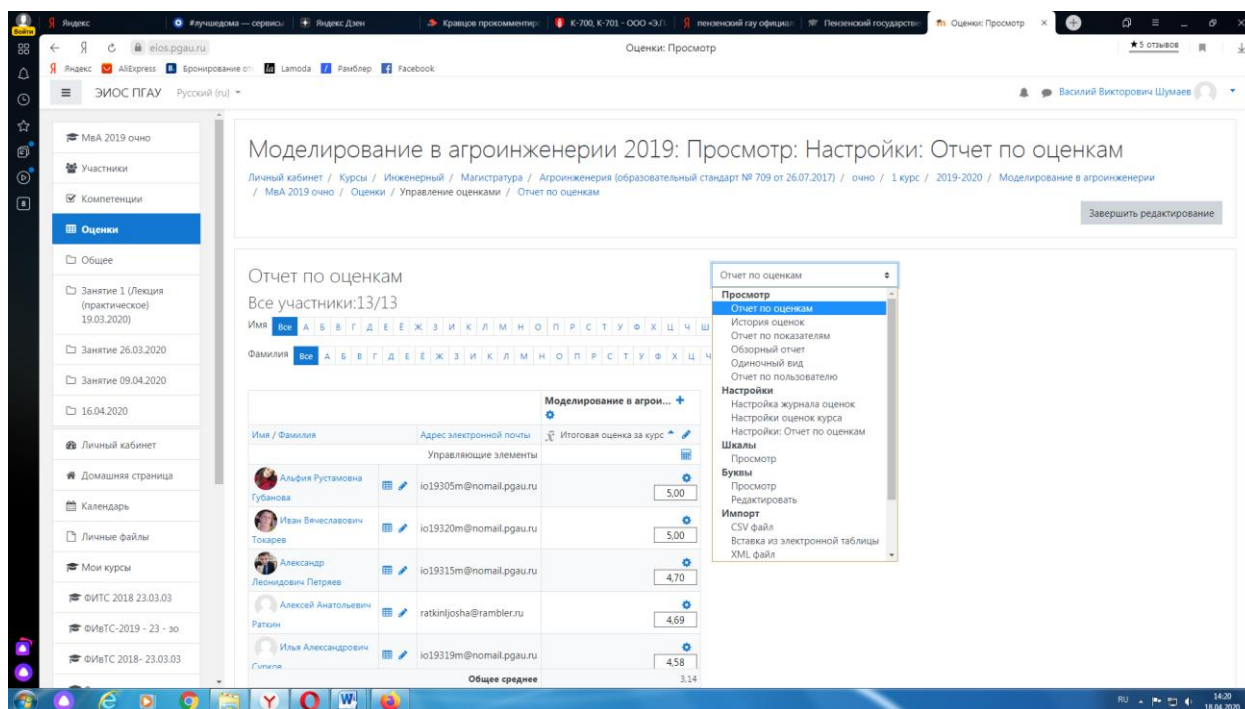 Войти
Яндекс
#лучшедома — сервисы
Яндекс Дзен
Кравцов прокомментир
К-700, К-701 - ООО «З.П.
пензенский гау официал
Пензенский государстве
Оценки: Просмотр
elos.pgau.ru
Оценки: Просмотр
★5 отзывов
Яндекс
AliExpress
Бронирование от
Lamoda
Рамблер
Facebook
ЭИОС ПГАУ
Русский (ru)
Василий Викторович Шумаев
МвА 2019 очно
Участники
Компетенции
Оценки
Общее
Занятие 1 (Лекция
(практическое)
19.03.2020)
Занятие 26.03.2020
Занятие 09.04.2020
16.04.2020
Личный кабинет
Домашняя страница
Календарь
Личные файлы
Мои курсы
ФИТС 2018 23.03.03
ФИвТС-2019 - 23 - зо
ФИвТС 2018- 23.03.03
Моделирование в агроинженерии 2019: Просмотр: Настройки: Отчет по оценкам
Личный кабинет / Курсы / Инженерный / Магистратура / Агроинженерия (образовательный стандарт № 709 от 26.07.2017) / очно / 1 курс / 2019-2020 / Моделирование в агроинженерии
/ МвА 2019 очно / Оценки / Управление оценками / Отчет по оценкам
Завершить редактирование
Отчет по оценкам
Все участники:13/13
Имя Все А Б В Г Д Е Ё Ж З И К Л М Н О П Р С Т У Ф Х Ц Ч Ш
Фамилия Все А Б В Г Д Е Ё Ж З И К Л М Н О П Р С Т У Ф Х Ц Ч
Моделирование в агрои...
Имя / Фамилия
Адрес электронной почты
Итоговая оценка за курс
Управляющие элементы
Альфия Рустамовна
Губанова
io19305m@nomail.pgau.ru
5,00
Иван Вячеславович
Токарев
io19320m@nomail.pgau.ru
5,00
Александр
Леонидович Петряев
io19315m@nomail.pgau.ru
4,70
Алексей Анатольевич
Раткин
ratkinljosha@rambler.ru
4,69
Илья Александрович
Сурков
io19319m@nomail.pgau.ru
4,58
Общее среднее
3,14
Отчет по оценкам
Просмотр
Отчет по оценкам
История оценок
Отчет по показателям
Обзорный отчет
Одиночный вид
Отчет по пользователю
Настройки
Настройка журнала оценок
Настройки оценок курса
Настройки: Отчет по оценкам
Шкалы
Просмотр
Буквы
Просмотр
Редактировать
Импорт
CSV файл
Вставка из электронной таблицы
XML файл
RU
14:20
18.04.2020